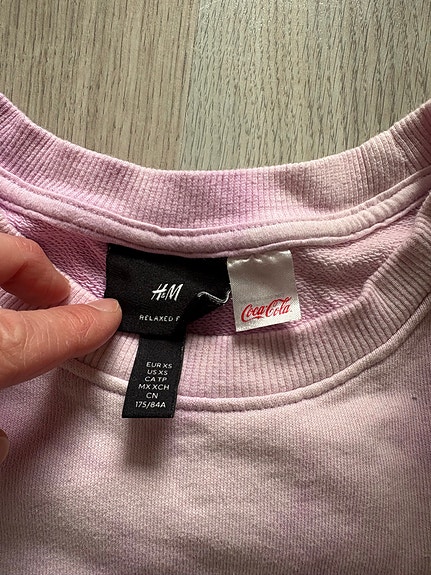 H&M
RELAXED F
Coca-Cola
EUR XS
US XS
CA TP
MX XCH
CN
175/84A